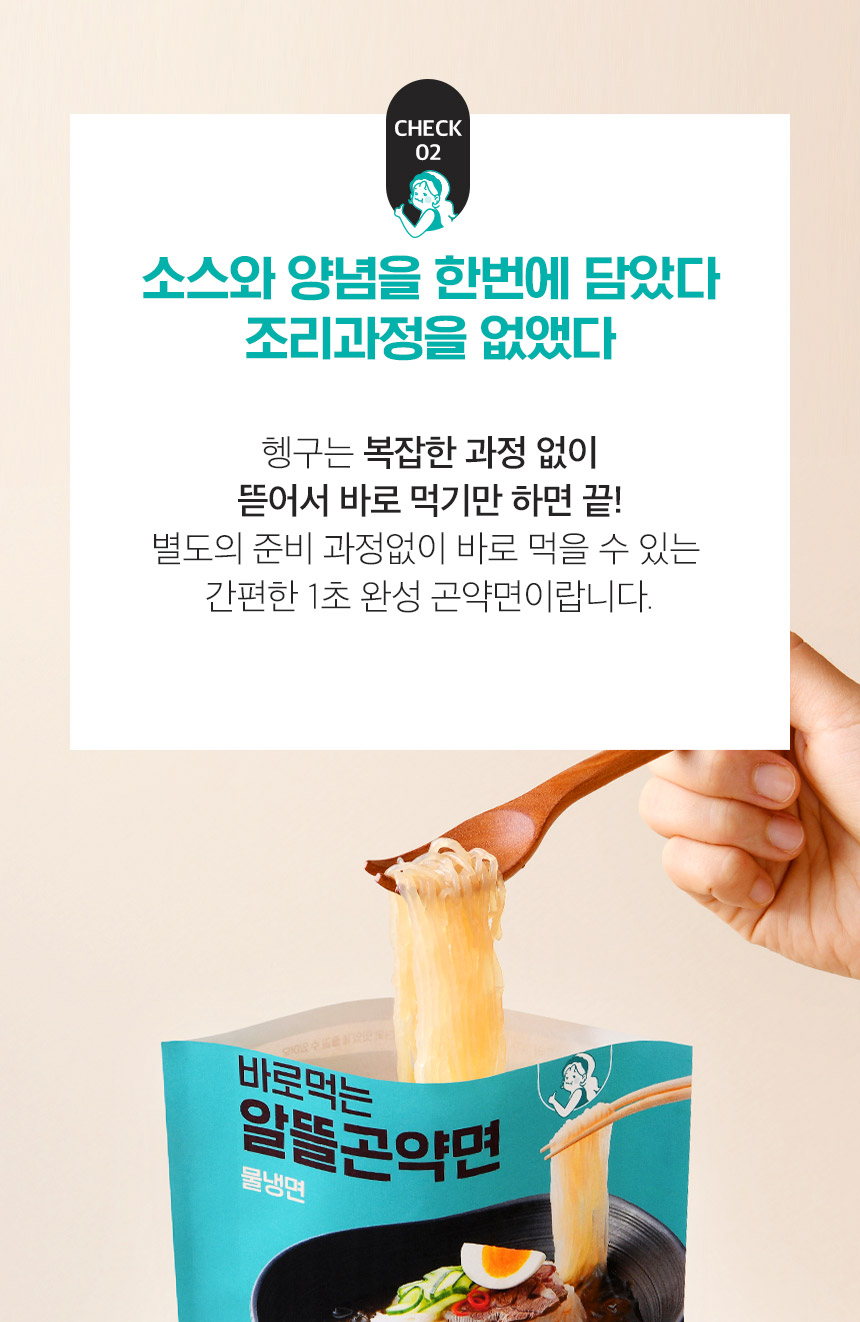 CHECK
02
소스와 양념을 한번에 담았다
조리과정을 없앴다
헹구는 복잡한 과정 없이
뜯어서 바로 먹기만 하면 끝!
별도의 준비 과정없이 바로 먹을 수 있는
간편한 1초 완성 곤약면이랍니다.
바로먹는
알뜰곤약면
물냉면